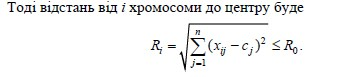 Тоді відстань від i хромосоми до центру буде
R_i = √(∑_{j=1}^{n} (x_{ij} − c_j)^2) ≤ R_0.